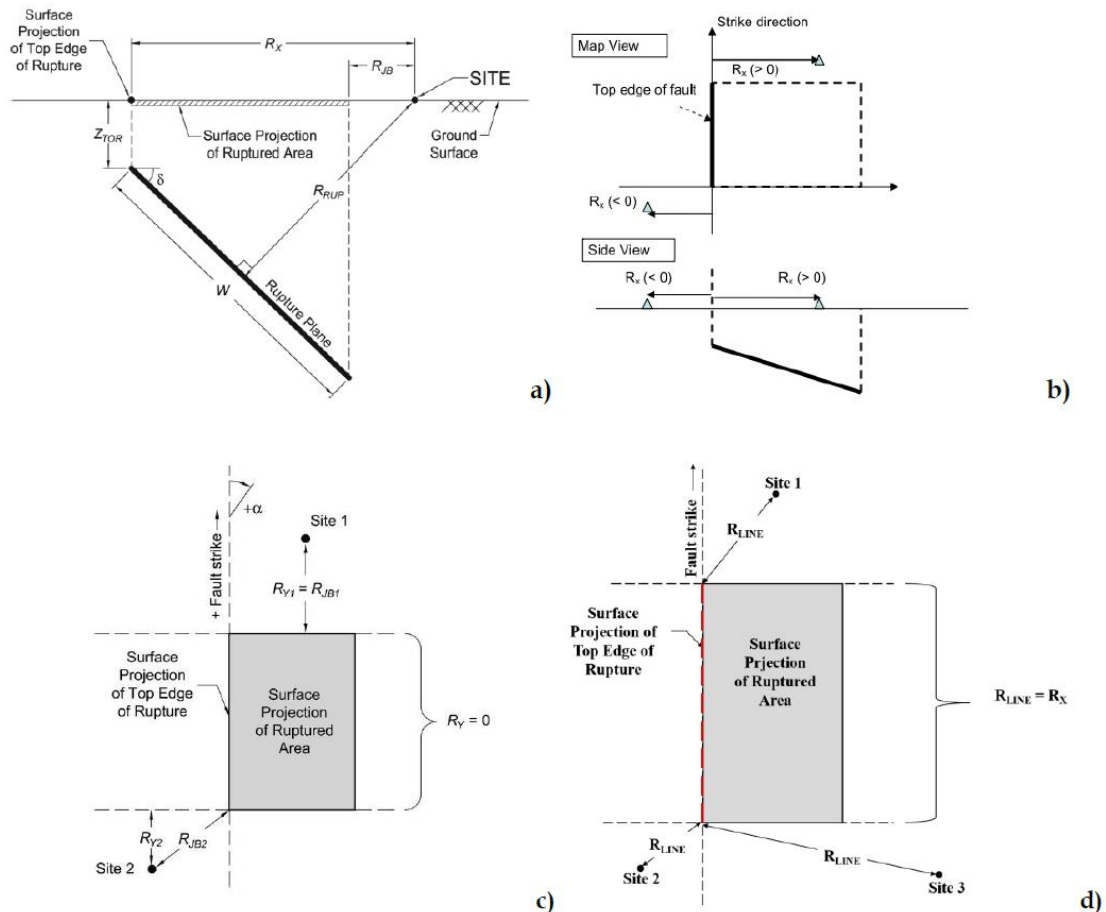 Surface
Projection
of Top Edge
of Rupture
R_X
R_JB
SITE
Z_TOR
Surface Projection
of Ruptured Area
Ground
Surface
δ
R_RUP
W
Rupture Plane
a)
Strike direction
Map View
R_x (> 0)
Top edge of fault
R_x (< 0)
Side View
R_x (< 0)
R_x (> 0)
b)
+α
+ Fault strike
Site 1
R_Y1 = R_JB1
Surface
Projection
of Top Edge
of Rupture
Surface
Projection
of Ruptured
Area
R_Y = 0
R_Y2
R_JB2
Site 2
c)
Fault strike
Site 1
R_LINE
Surface
Projection of
Top Edge of
Rupture
Surface
Prjection
of Ruptured
Area
R_LINE = R_X
R_LINE
R_LINE
Site 2
Site 3
d)